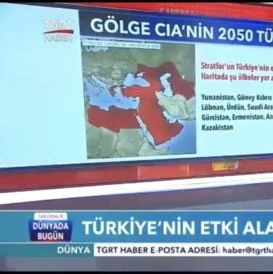 TGRT
HABER
GÖLGE CIA'NİN 2050 TÜ
Stratfor'un Türkiye'nin e
Haritada şu ülkeler yer a
Yunanistan, Güney Kıbrıs
Lübnan, Ürdün, Suudi Ara
Gürcistan, Ermenistan, Az
Kazakistan
DÜNYADA
BUGÜN
TÜRKİYE'NİN ETKİ ALA
DÜNYA
TGRT HABER E-POSTA ADRESİ: haber@tgrth